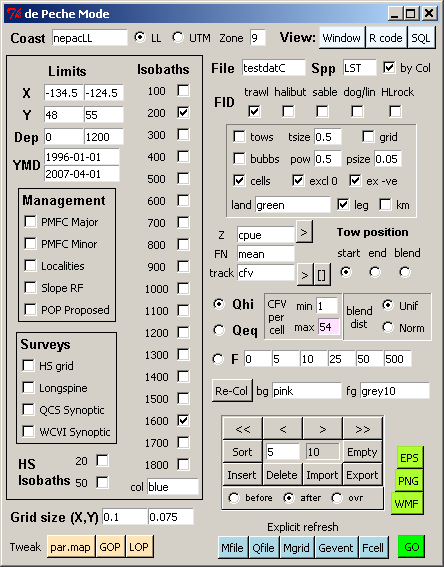 de Peche Mode
Coast nepacLL LL UTM Zone 9 View: Window R code SQL
Limits
X -134.5 -124.5
Y 48 55
Dep 0 1200
YMD 1996-01-01
2007-04-01
Management
PMFC Major
PMFC Minor
Localities
Slope RF
POP Proposed
Surveys
HS grid
Longspine
QCS Synoptic
WCVI Synoptic
HS Isobaths
20
50
Isobaths
100
200
300
400
500
600
700
800
900
1000
1100
1200
1300
1400
1500
1600
1700
1800
col blue
Grid size (X,Y) 0.1 0.075
Tweak par.map GOP LOP
File testdatC Spp LST by Col
FID trawl halibut sable dog/lin HLrock
tows tsize 0.5 grid
bubbs pow 0.5 psize 0.05
cells excl 0 ex -ve
land green leg km
Z cpue >
FN mean
track cfv > []
Tow position
start end blend
Qhi
Qeq
CFV per cell
min 1
max 54
blend dist
Unif
Norm
F 0 5 10 25 50 500
Re-Col bg pink fg grey10
<< < > >>
Sort 5 10 Empty
Insert Delete Import Export
before after ovr
EPS
PNG
WMF
Explicit refresh
Mfile Qfile Mgrid Gevent Fcell GO